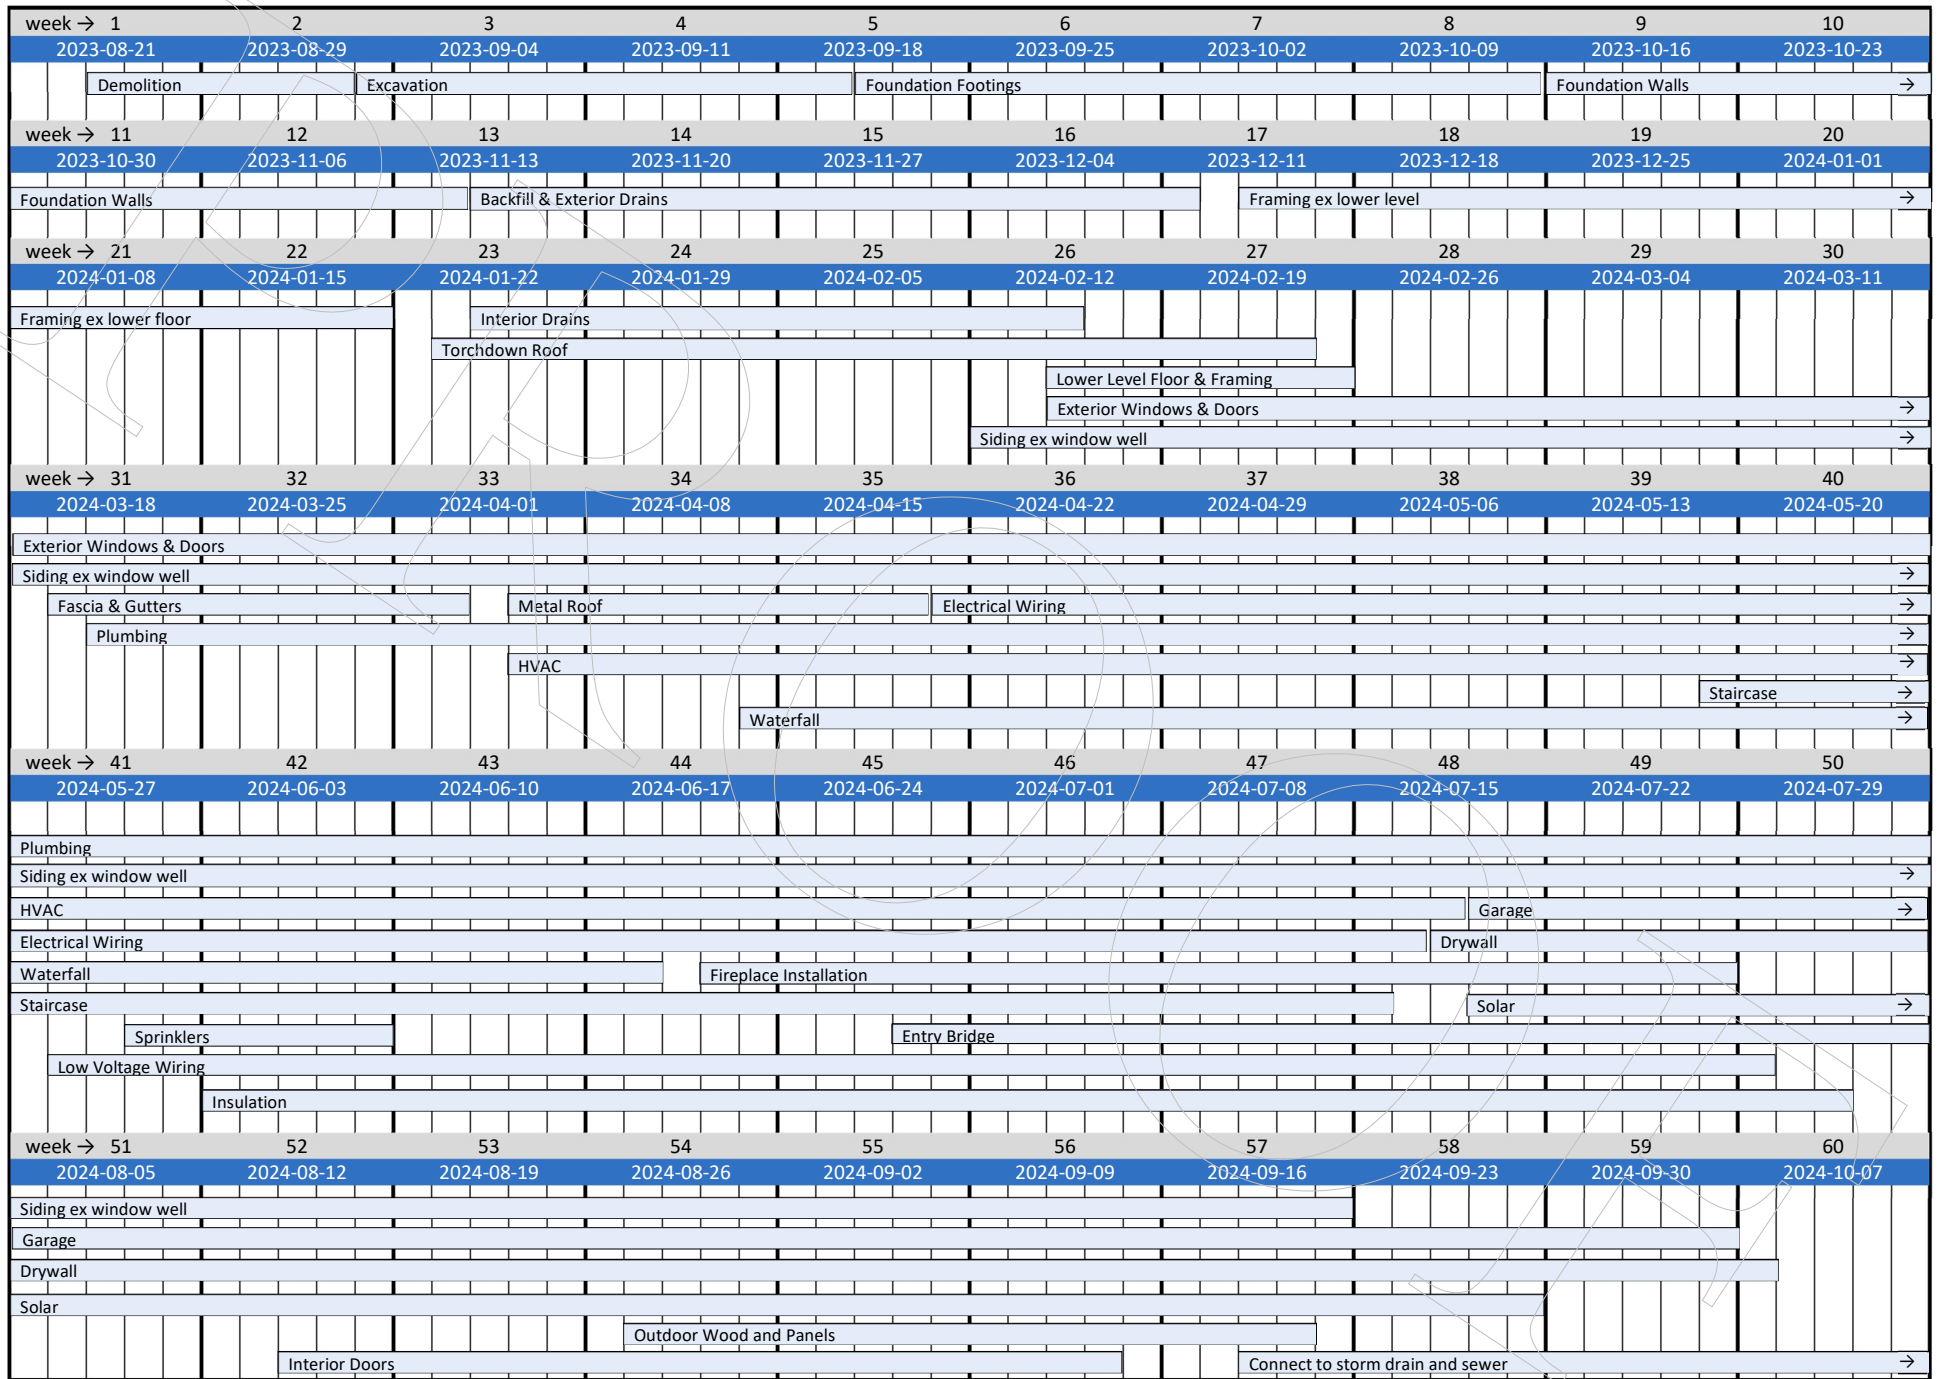 week → 1 2 3 4 5 6 7 8 9 10
2023-08-21 2023-08-29 2023-09-04 2023-09-11 2023-09-18 2023-09-25 2023-10-02 2023-10-09 2023-10-16 2023-10-23
Demolition Excavation Foundation Footings Foundation Walls →
week → 11 12 13 14 15 16 17 18 19 20
2023-10-30 2023-11-06 2023-11-13 2023-11-20 2023-11-27 2023-12-04 2023-12-11 2023-12-18 2023-12-25 2024-01-01
Foundation Walls Backfill & Exterior Drains Framing ex lower level →
week → 21 22 23 24 25 26 27 28 29 30
2024-01-08 2024-01-15 2024-01-22 2024-01-29 2024-02-05 2024-02-12 2024-02-19 2024-02-26 2024-03-04 2024-03-11
Framing ex lower floor Interior Drains
Torchdown Roof
Lower Level Floor & Framing
Exterior Windows & Doors →
Siding ex window well →
week → 31 32 33 34 35 36 37 38 39 40
2024-03-18 2024-03-25 2024-04-01 2024-04-08 2024-04-15 2024-04-22 2024-04-29 2024-05-06 2024-05-13 2024-05-20
Exterior Windows & Doors
Siding ex window well →
Fascia & Gutters Metal Roof Electrical Wiring →
Plumbing →
HVAC →
Staircase →
Waterfall →
week → 41 42 43 44 45 46 47 48 49 50
2024-05-27 2024-06-03 2024-06-10 2024-06-17 2024-06-24 2024-07-01 2024-07-08 2024-07-15 2024-07-22 2024-07-29
Plumbing
Siding ex window well →
HVAC Garage →
Electrical Wiring Drywall
Waterfall Fireplace Installation
Staircase Solar →
Sprinklers Entry Bridge
Low Voltage Wiring
Insulation
week → 51 52 53 54 55 56 57 58 59 60
2024-08-05 2024-08-12 2024-08-19 2024-08-26 2024-09-02 2024-09-09 2024-09-16 2024-09-23 2024-09-30 2024-10-07
Siding ex window well
Garage
Drywall
Solar
Outdoor Wood and Panels
Interior Doors Connect to storm drain and sewer →